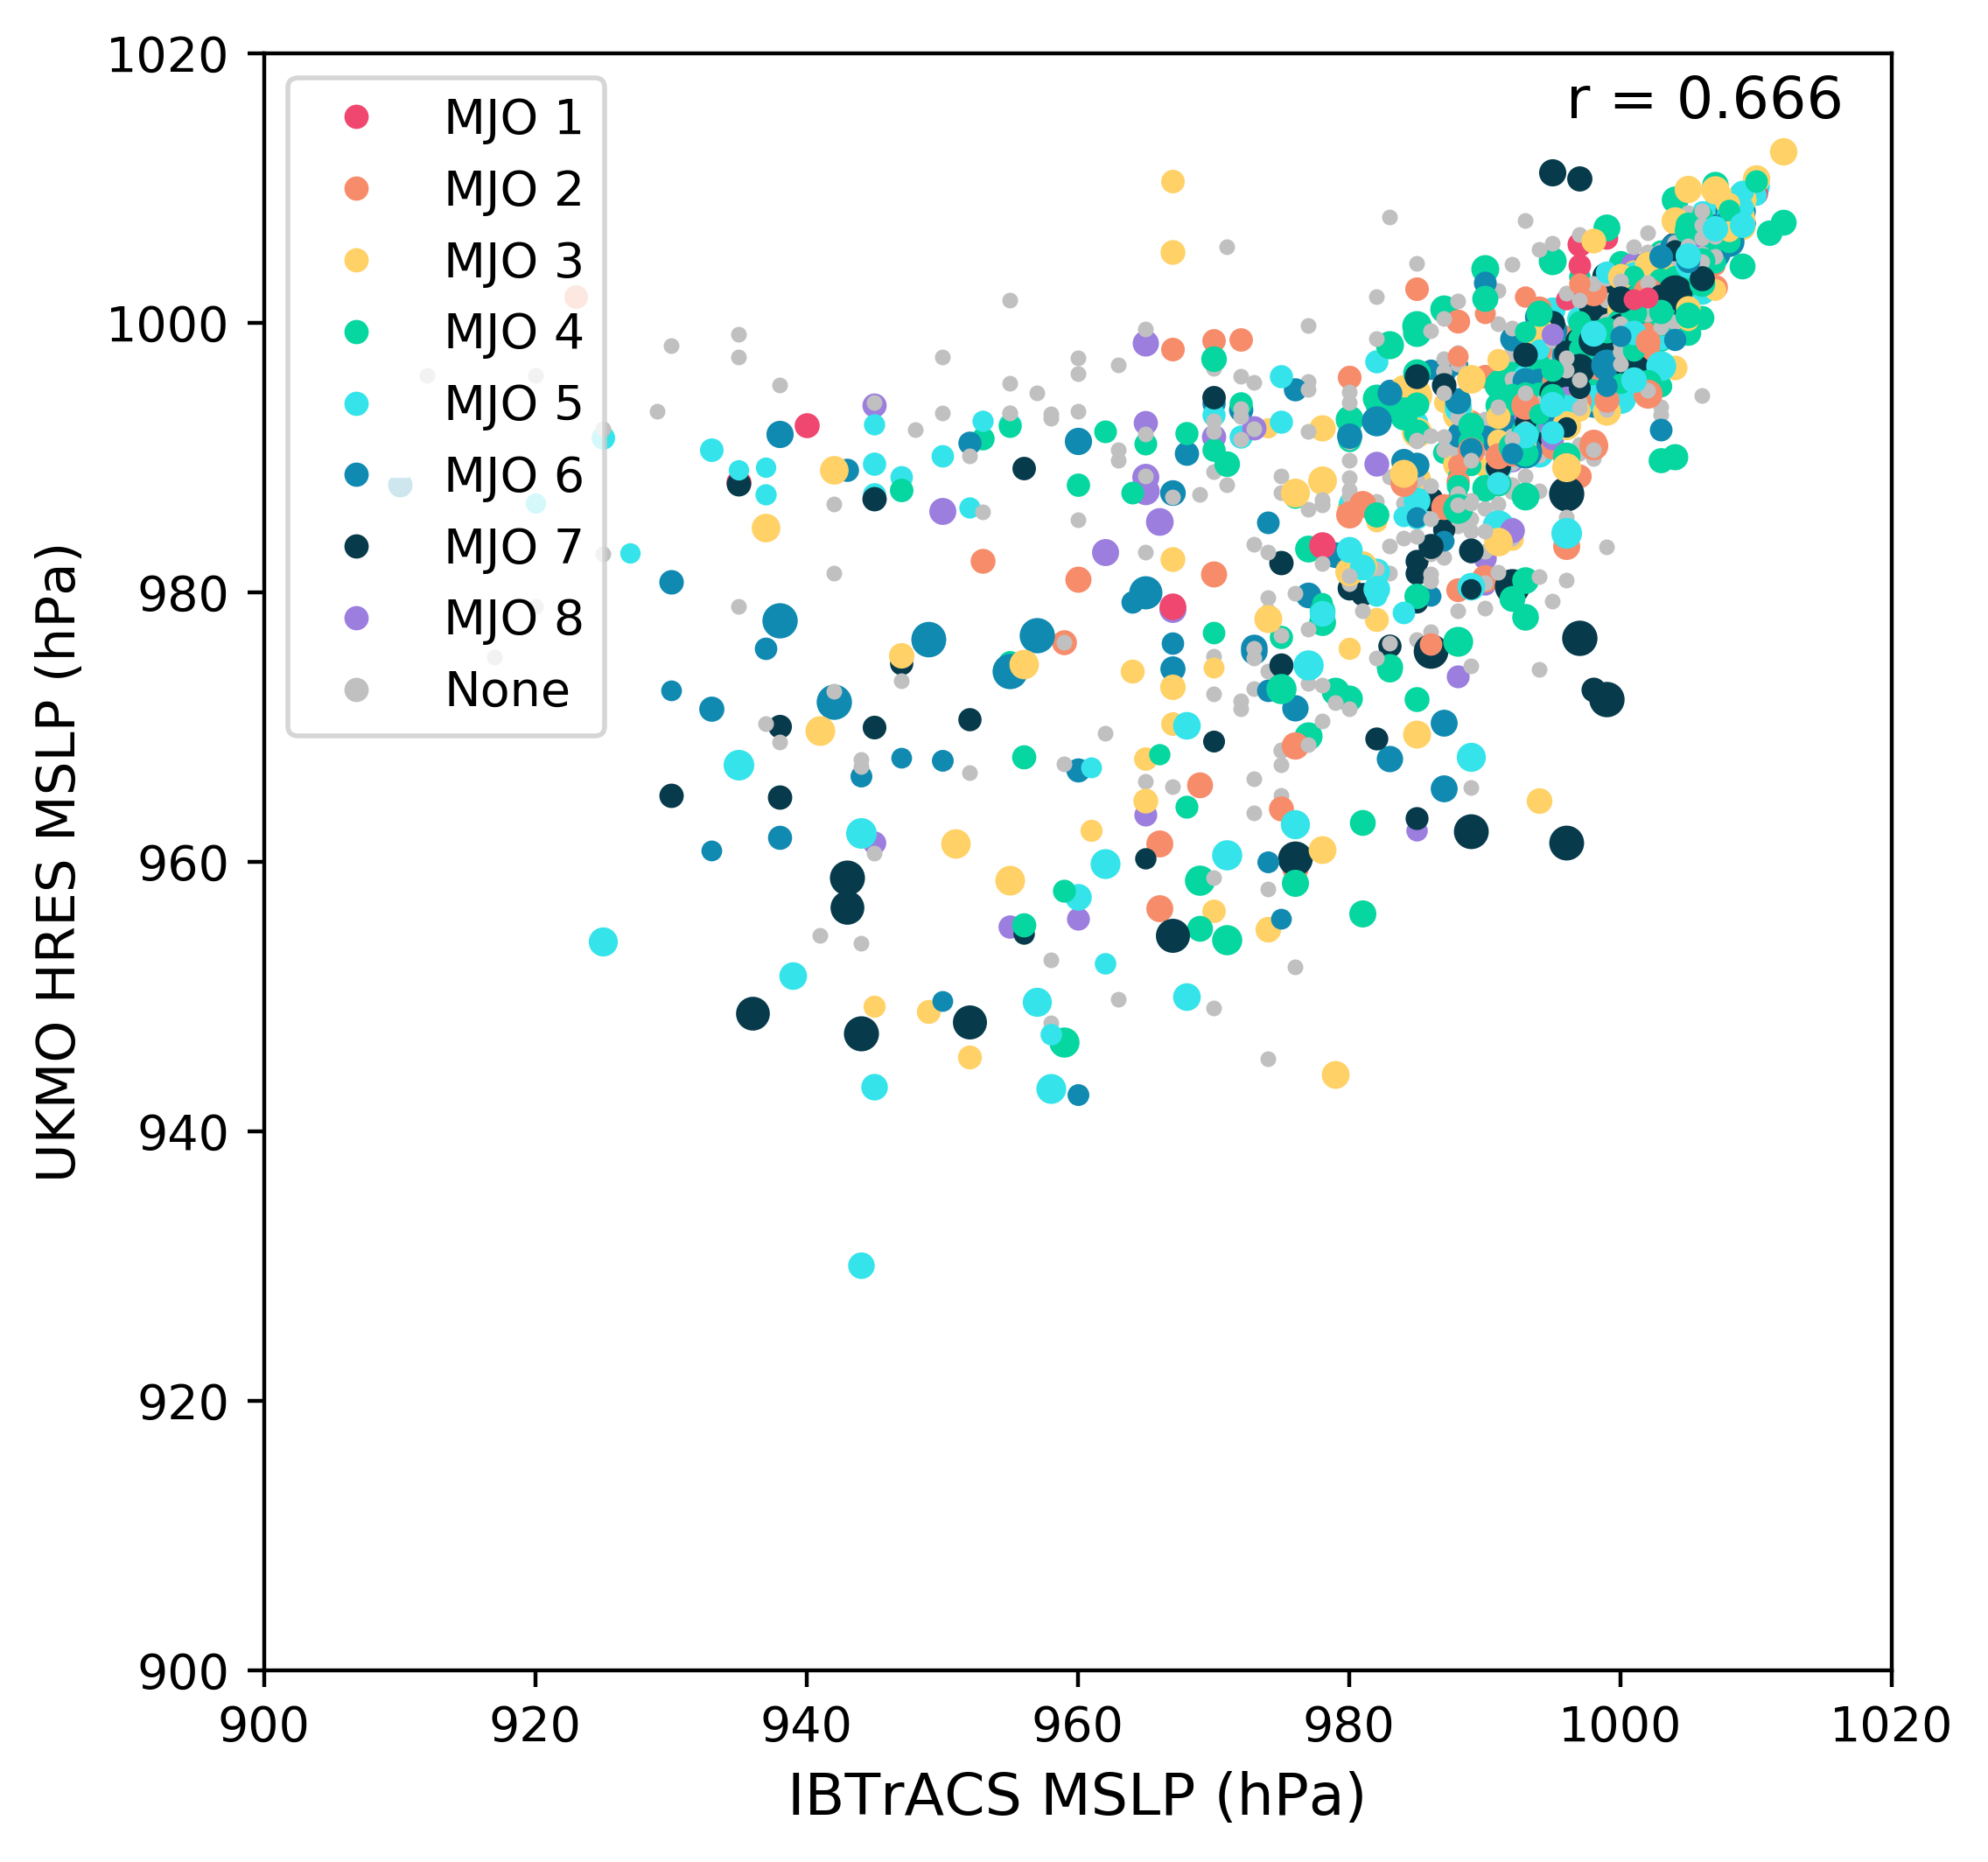 r = 0.666
MJO 1
MJO 2
MJO 3
MJO 4
MJO 5
MJO 6
MJO 7
MJO 8
None
UKMO HRES MSLP (hPa)
1020
1000
980
960
940
920
900
900 920 940 960 980 1000 1020
IBTrACS MSLP (hPa)